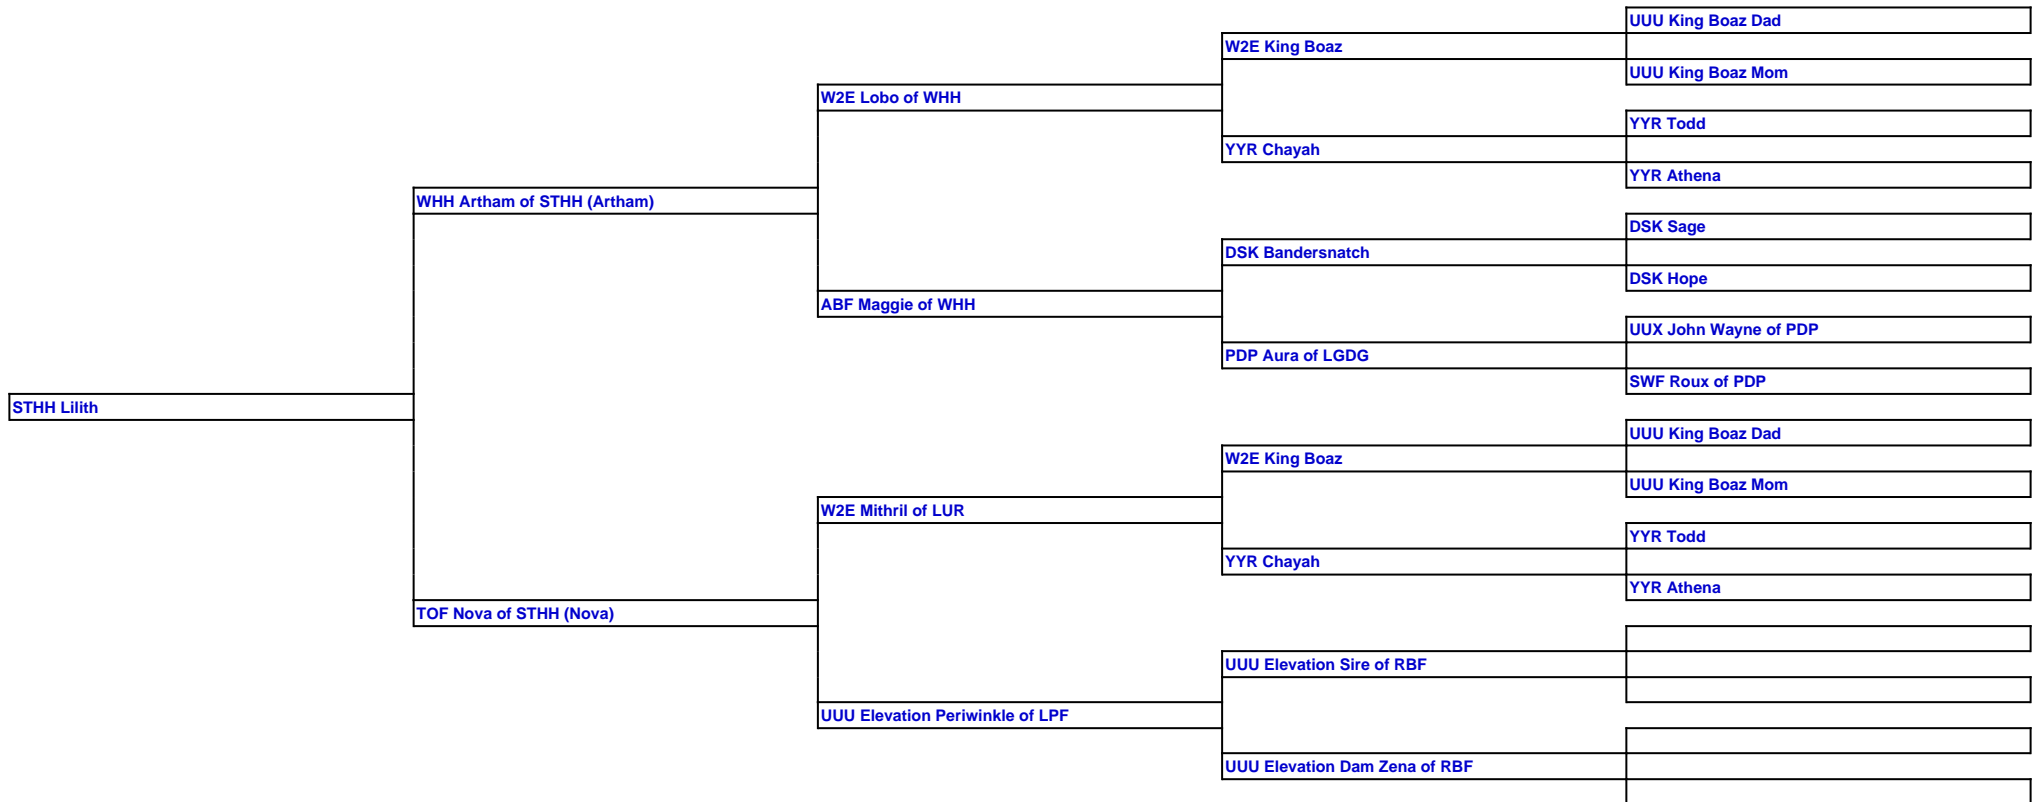 UUU King Boaz Dad
W2E King Boaz
UUU King Boaz Mom
W2E Lobo of WHH
YYR Todd
YYR Chayah
YYR Athena
WHH Artham of STHH (Artham)
DSK Sage
DSK Bandersnatch
DSK Hope
ABF Maggie of WHH
UUX John Wayne of PDP
PDP Aura of LGDG
SWF Roux of PDP
STHH Lilith
UUU King Boaz Dad
W2E King Boaz
UUU King Boaz Mom
W2E Mithril of LUR
YYR Todd
YYR Chayah
YYR Athena
TOF Nova of STHH (Nova)
UUU Elevation Sire of RBF
UUU Elevation Periwinkle of LPF
UUU Elevation Dam Zena of RBF